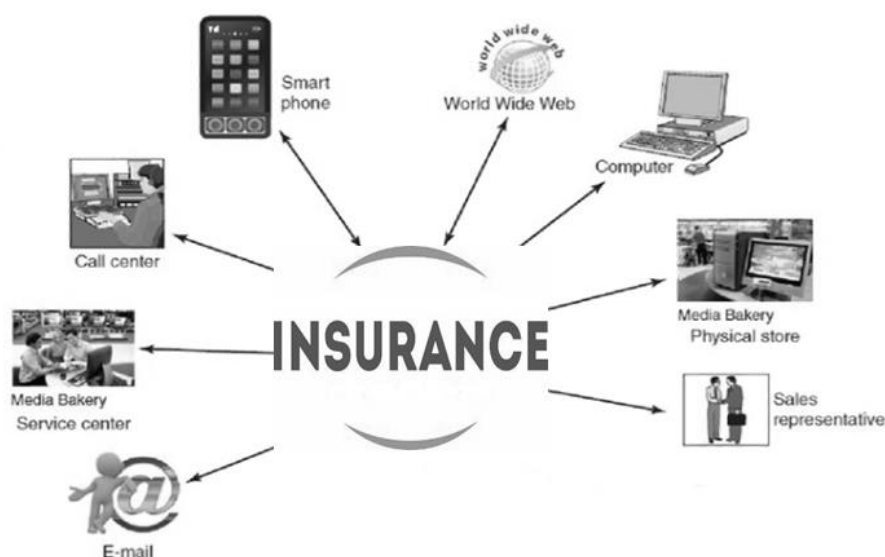 Smart
phone
world wide web
World Wide Web
Computer
Call center
INSURANCE
Media Bakery
Physical store
Media Bakery
Service center
Sales
representative
E-mail